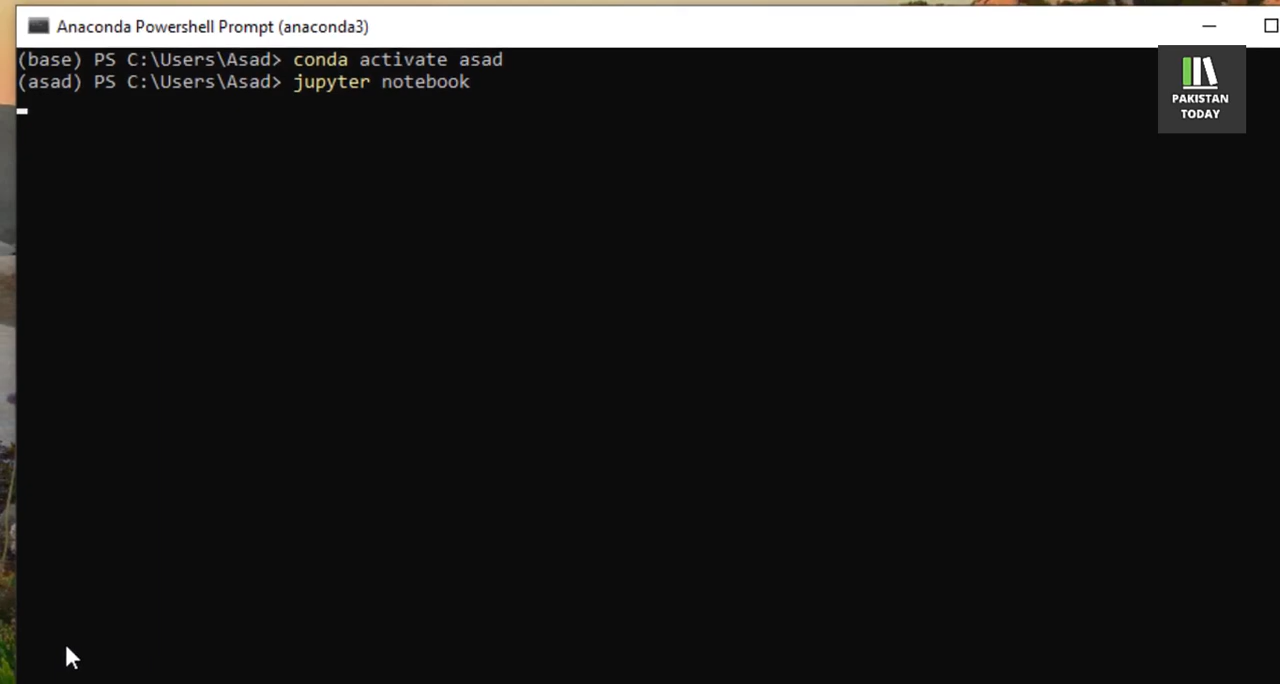 Anaconda Powershell Prompt (anaconda3)
(base) PS C:\Users\Asad> conda activate asad
(asad) PS C:\Users\Asad> jupyter notebook
PAKISTAN
TODAY